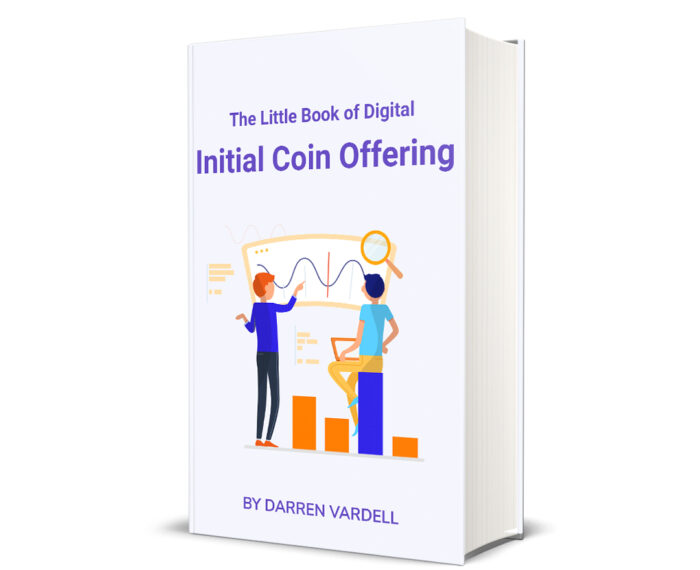 The Little Book of Digital
Initial Coin Offering
BY DARREN VARDELL